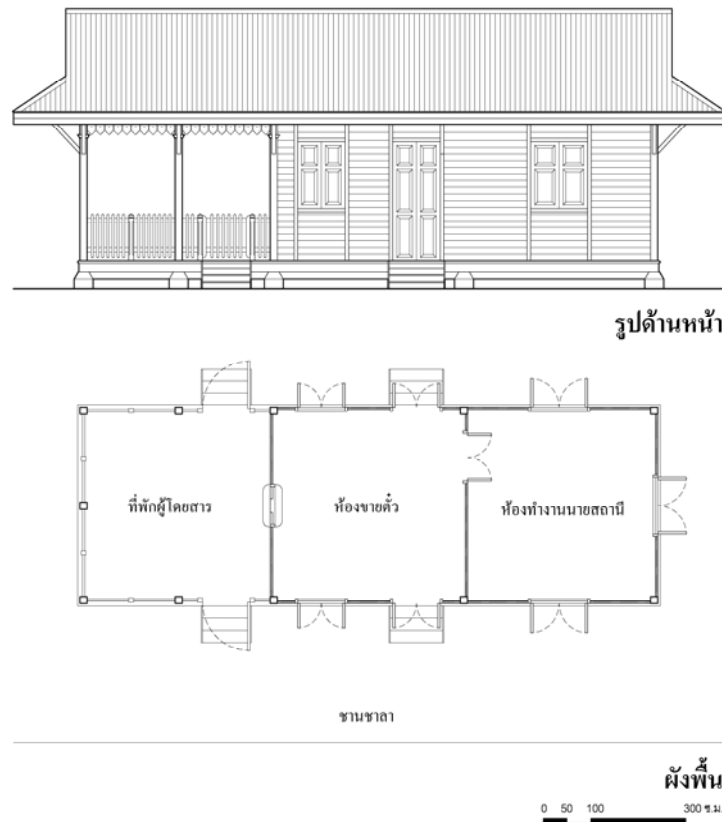 รูปด้านหน้า
ที่พักผู้โดยสาร
ห้องขายตั๋ว
ห้องทำงานนายสถานี
ชานชาลา
ผังพื้น
0 50 100 300 ซ.ม.